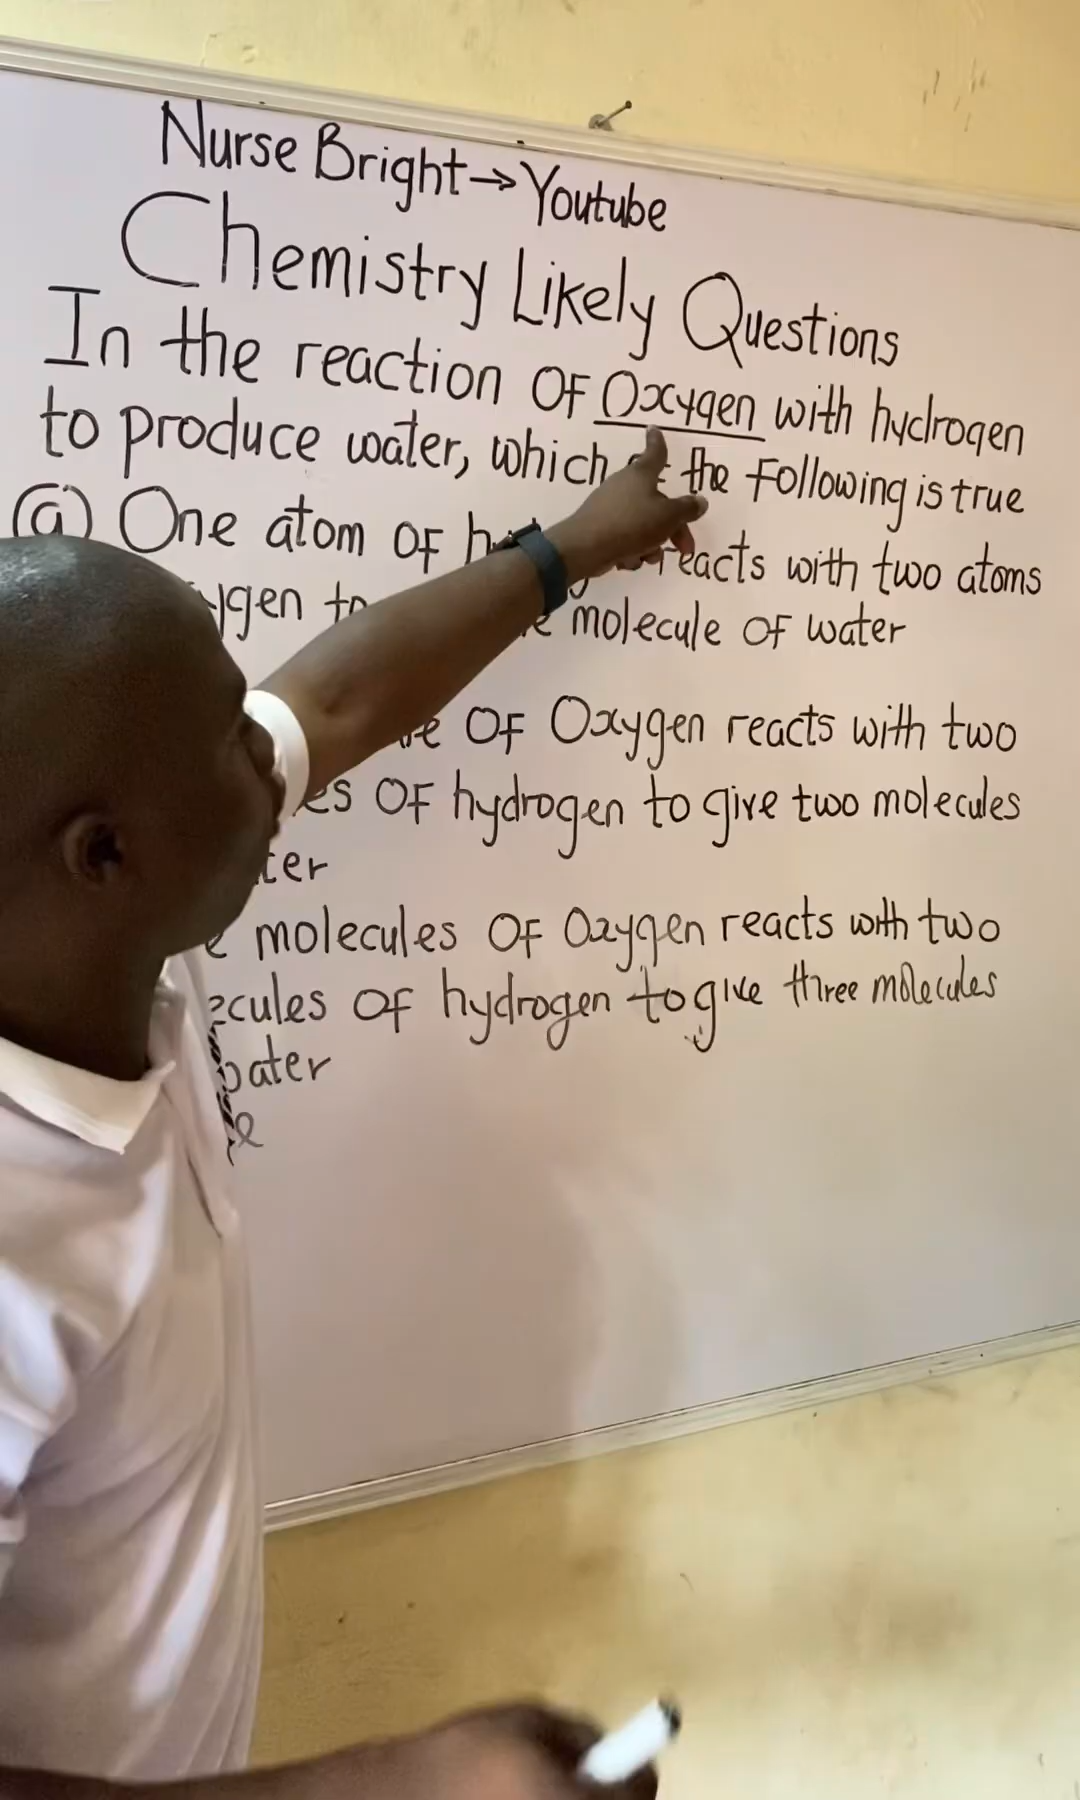 Nurse Bright → Youtube
Chemistry Likely Questions
In the reaction OF Oxygen with hydrogen
to produce water, which the Following is true
(a) One atom OF reacts with two atoms
molecule OF water
OF Oxygen reacts with two
OF hydrogen to give two molecules
molecules OF Oxygen reacts with two
OF hydrogen to give three molecules